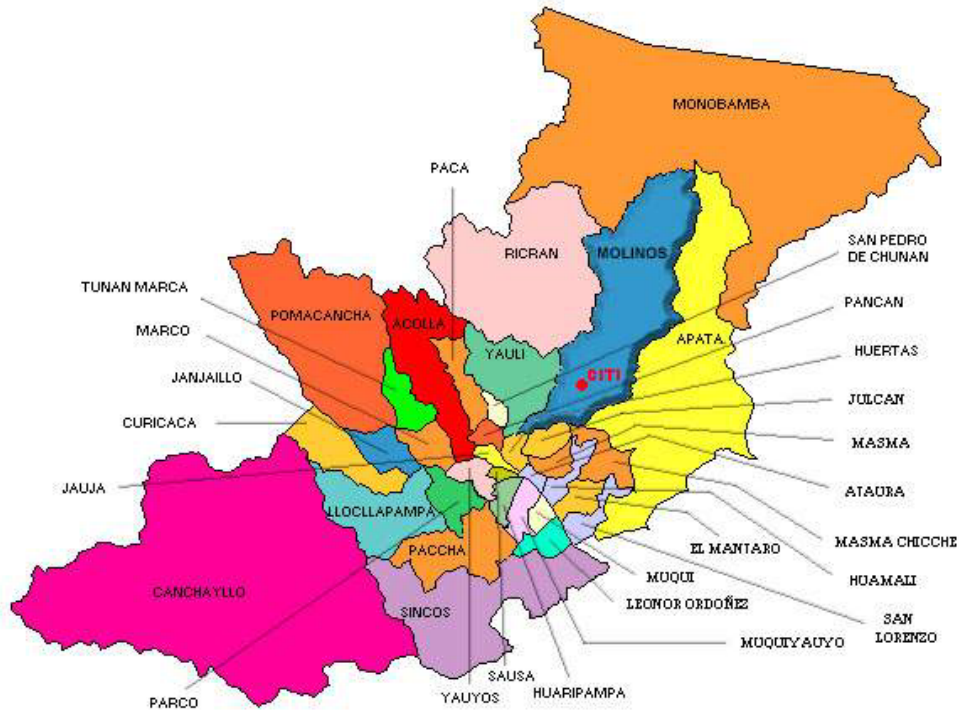 MONOBAMBA
PACA
SAN PEDRO
DE CHUNAN
RICRAN
MOLINOS
TUNAN MARCA
PANCAN
POMACANCHA
ACOLLA
MARCO
APATA
YAULI
HUERTAS
JANJAILLO
CITI
JULCAN
CURICACA
MASMA
ATAURA
JAUJA
LLOCLLAPAMPA
MASMA CHICCHE
EL MANTARO
PACCHA
HUAMALI
MUQUI
CANCHAYLLO
LEONOR ORDOÑEZ
SINCOS
SAN
LORENZO
MUQUIYAUYO
SAUSA
HUARIPAMPA
YAUYOS
PARCO